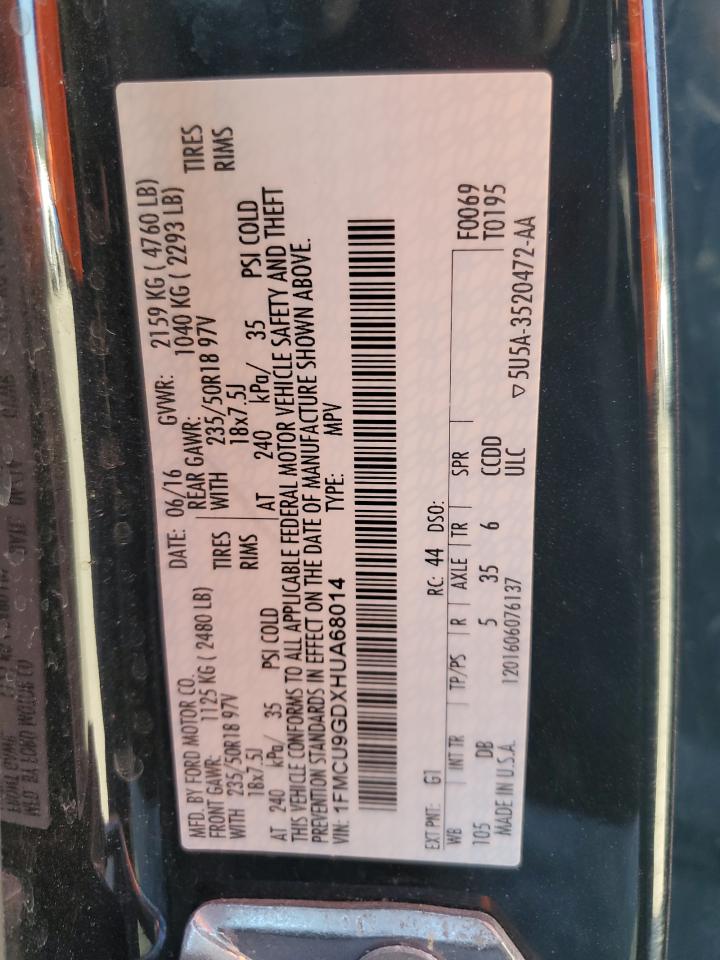 MFD. BY FORD MOTOR CO.
DATE: 06/16 GVWR: 2159 KG ( 4760 LB)
FRONT GAWR: 1125 KG ( 2480 LB)
REAR GAWR: 1040 KG ( 2293 LB)
WITH 235/50R18 97V TIRES
WITH 235/50R18 97V TIRES
18x7.5J RIMS
18x7.5J RIMS
AT 240 kPa/ 35 PSI COLD
AT 240 kPa/ 35 PSI COLD
THIS VEHICLE CONFORMS TO ALL APPLICABLE FEDERAL MOTOR VEHICLE SAFETY AND THEFT
PREVENTION STANDARDS IN EFFECT ON THE DATE OF MANUFACTURE SHOWN ABOVE.
VIN: 1FMCU9GDXHUA68014 TYPE: MPV
EXT PNT: G1 RC: 44 DSO: F0069
T0195
WB INT TR TP/PS R AXLE TR SPR
105 DB 5 35 6 CCDD
ULC
MADE IN U.S.A. 1201606076137
▽ 5U5A-3520472-AA